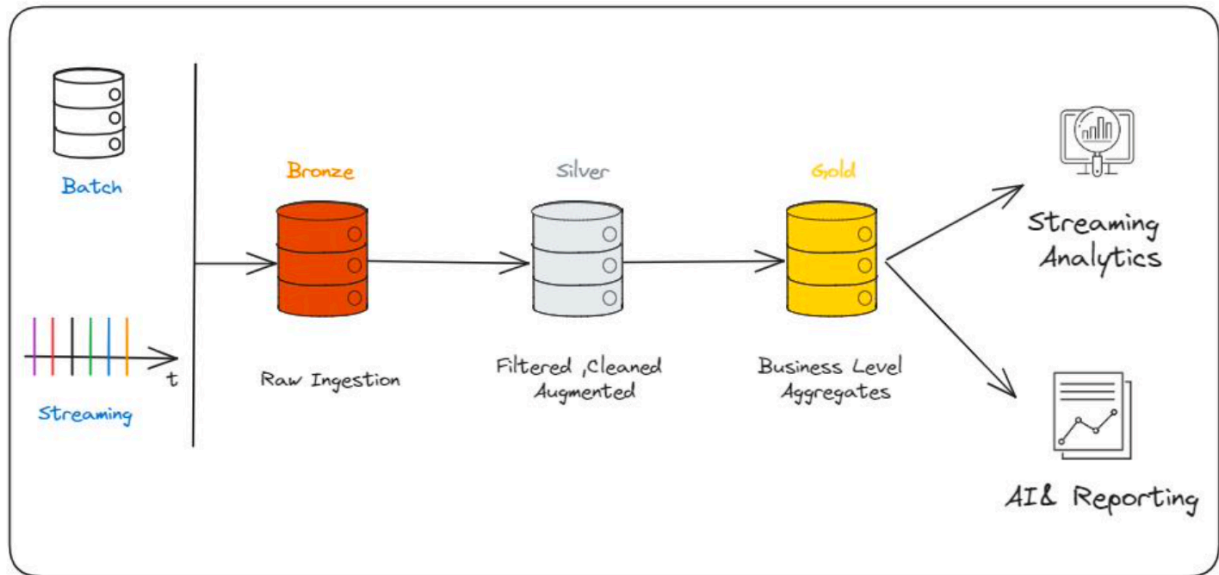 Batch
Streaming
t
Bronze
Raw Ingestion
Silver
Filtered ,Cleaned
Augmented
Gold
Business Level
Aggregates
Streaming
Analytics
AI& Reporting